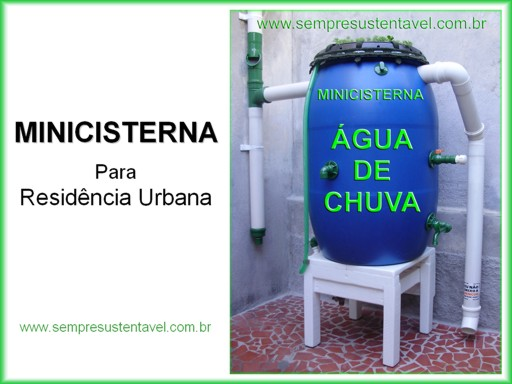 MINICISTERNA
Para
Residência Urbana
www.sempresustentavel.com.br
www.sempresustentavel.com.br
MINICISTERNA
ÁGUA
DE
CHUVA